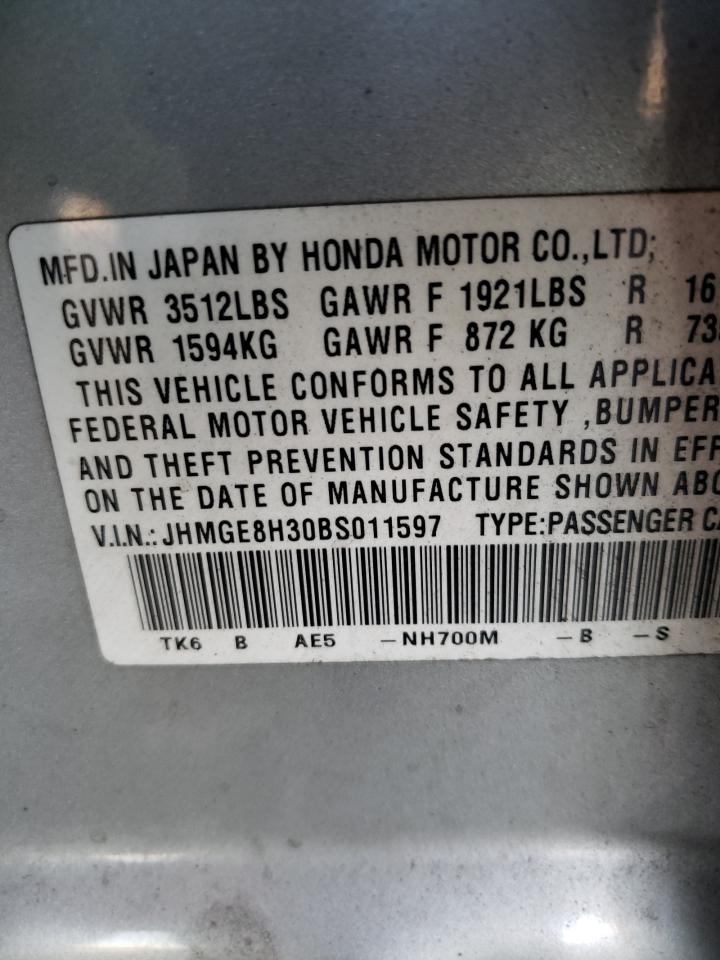 MFD.IN JAPAN BY HONDA MOTOR CO.,LTD;
GVWR 3512LBS GAWR F 1921LBS R 16
GVWR 1594KG GAWR F 872 KG R 73
THIS VEHICLE CONFORMS TO ALL APPLICA
FEDERAL MOTOR VEHICLE SAFETY ,BUMPER
AND THEFT PREVENTION STANDARDS IN EFF
ON THE DATE OF MANUFACTURE SHOWN ABO
V.I.N.: JHMGE8H30BS011597 TYPE:PASSENGER CA
TK6 B AE5 –NH700M –B –S